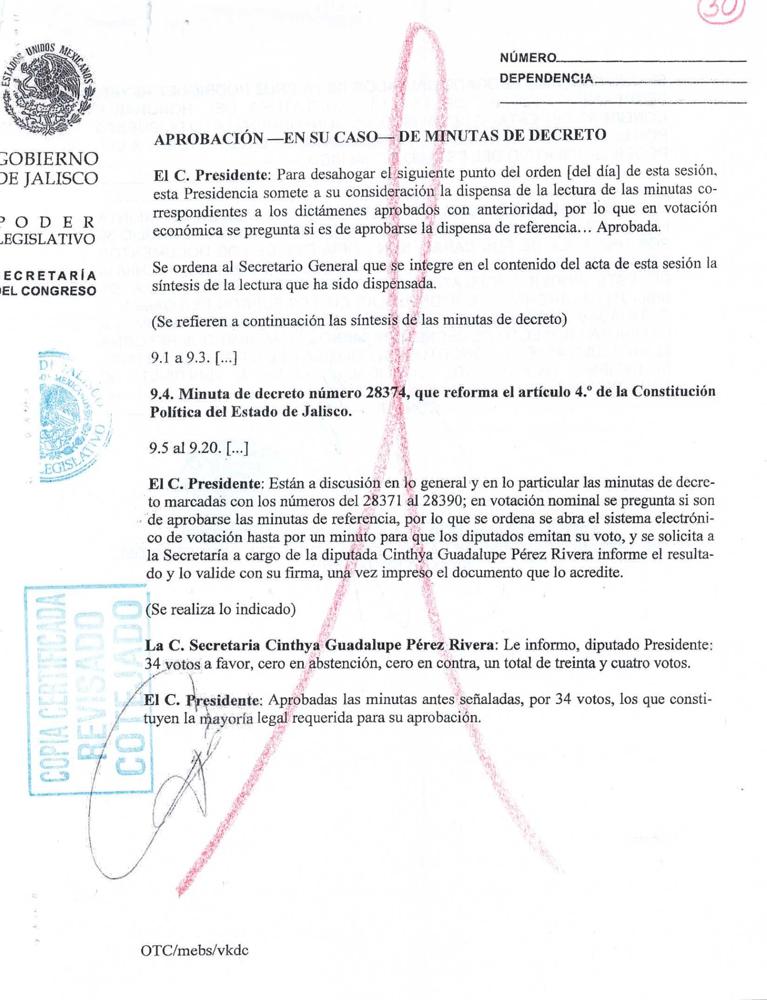 30
ESTADOS UNIDOS MEXICANOS
NÚMERO
DEPENDENCIA
GOBIERNO
DE JALISCO
PODER
LEGISLATIVO
SECRETARÍA
DEL CONGRESO
APROBACIÓN —EN SU CASO— DE MINUTAS DE DECRETO
El C. Presidente: Para desahogar el siguiente punto del orden [del día] de esta sesión,
esta Presidencia somete a su consideración la dispensa de la lectura de las minutas co-
rrespondientes a los dictámenes aprobados con anterioridad, por lo que en votación
económica se pregunta si es de aprobarse la dispensa de referencia… Aprobada.
Se ordena al Secretario General que se integre en el contenido del acta de esta sesión la
síntesis de la lectura que ha sido dispensada.
(Se refieren a continuación las síntesis de las minutas de decreto)
9.1 a 9.3. [...]
9.4. Minuta de decreto número 28374, que reforma el artículo 4.º de la Constitución
Política del Estado de Jalisco.
9.5 al 9.20. [...]
El C. Presidente: Están a discusión en lo general y en lo particular las minutas de decre-
to marcadas con los números del 28371 al 28390; en votación nominal se pregunta si son
de aprobarse las minutas de referencia, por lo que se ordena se abra el sistema electróni-
co de votación hasta por un minuto para que los diputados emitan su voto, y se solicita a
la Secretaría a cargo de la diputada Cinthya Guadalupe Pérez Rivera informe el resulta-
do y lo valide con su firma, una vez impreso el documento que lo acredite.
(Se realiza lo indicado)
La C. Secretaria Cinthya Guadalupe Pérez Rivera: Le informo, diputado Presidente:
34 votos a favor, cero en abstención, cero en contra, un total de treinta y cuatro votos.
El C. Presidente: Aprobadas las minutas antes señaladas, por 34 votos, los que consti-
tuyen la mayoría legal requerida para su aprobación.
COPIA CERTIFICADA
REVISADO
COTEJADO
OTC/mebs/vkdc